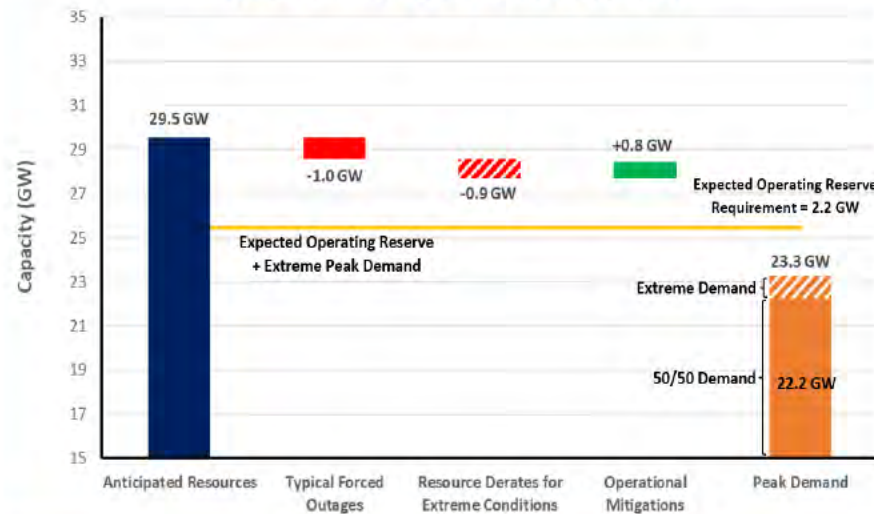 35
33
31
29
27
25
23
21
19
17
15
Capacity (GW)
29.5 GW
-1.0 GW
-0.9 GW
+0.8 GW
Expected Operating Reserve
Requirement = 2.2 GW
Expected Operating Reserve
+ Extreme Peak Demand
23.3 GW
Extreme Demand
50/50 Demand
22.2 GW
Anticipated Resources
Typical Forced
Outages
Resource Derates for
Extreme Conditions
Operational
Mitigations
Peak Demand